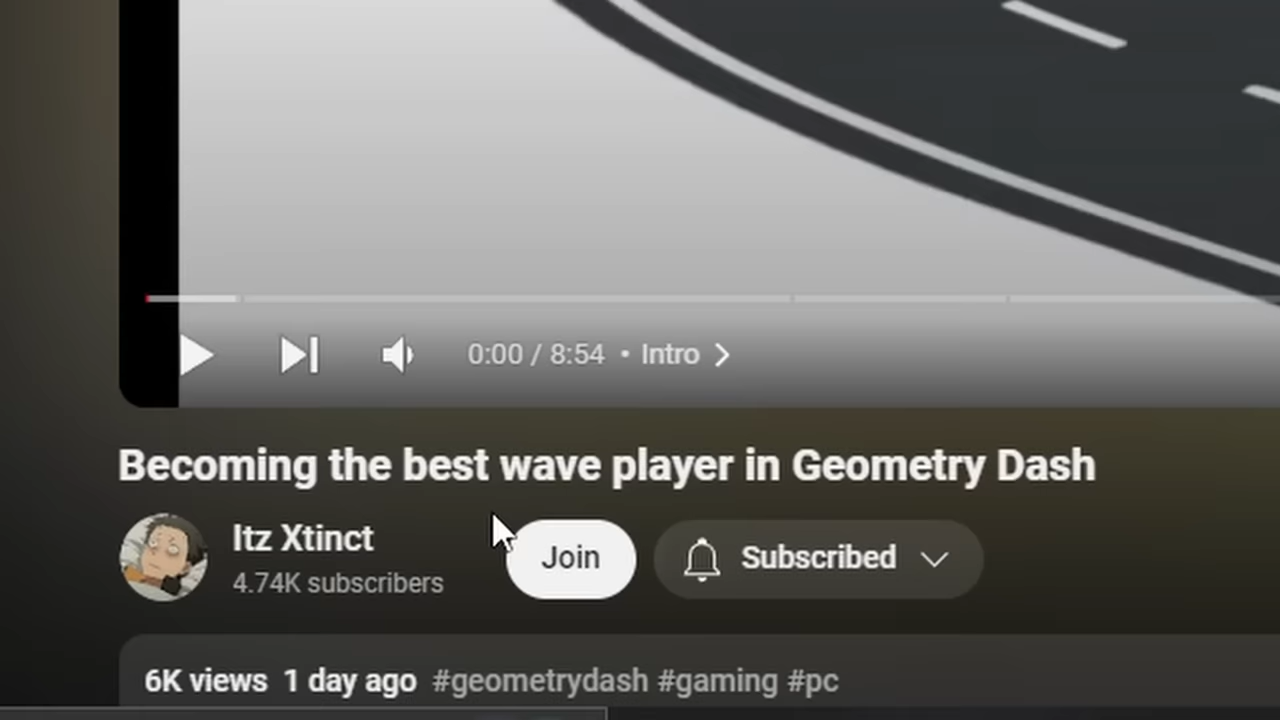 0:00 / 8:54 • Intro
Becoming the best wave player in Geometry Dash
Itz Xtinct
4.74K subscribers
Join
Subscribed
6K views 1 day ago #geometrydash #gaming #pc